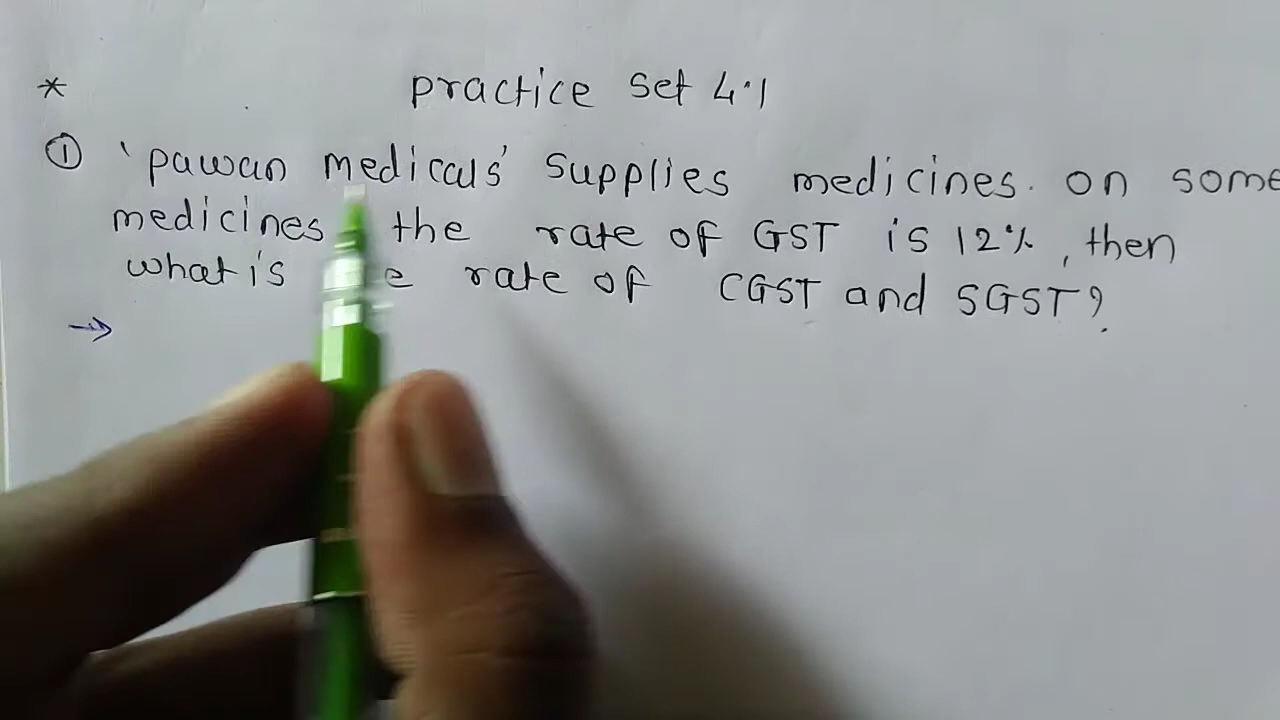 * Practice Set 4.1
① 'pawan medicals' supplies medicines. on some
medicines the rate of GST is 12%, then
what is rate of CGST and SGST?
→